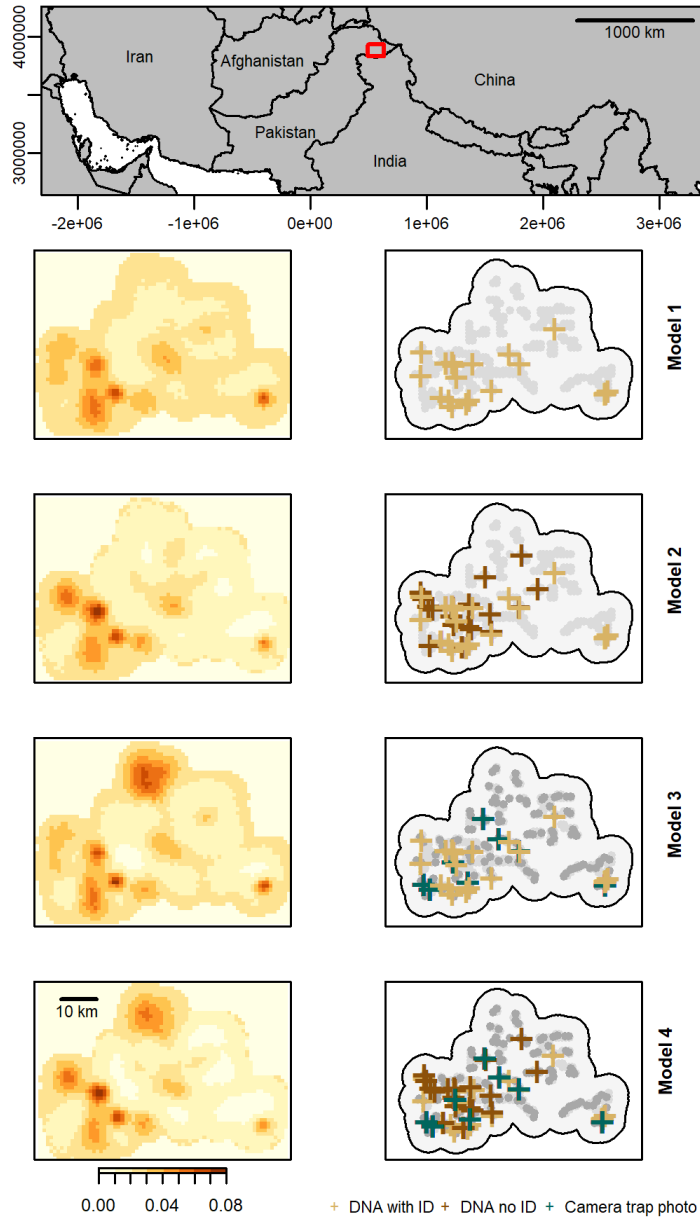 4000000
3000000
1000 km
Iran
Afghanistan
China
Pakistan
India
-2e+06 -1e+06 0e+00 1e+06 2e+06 3e+06
Model 1
Model 2
Model 3
10 km
Model 4
0.00 0.04 0.08
+ DNA with ID + DNA no ID + Camera trap photo